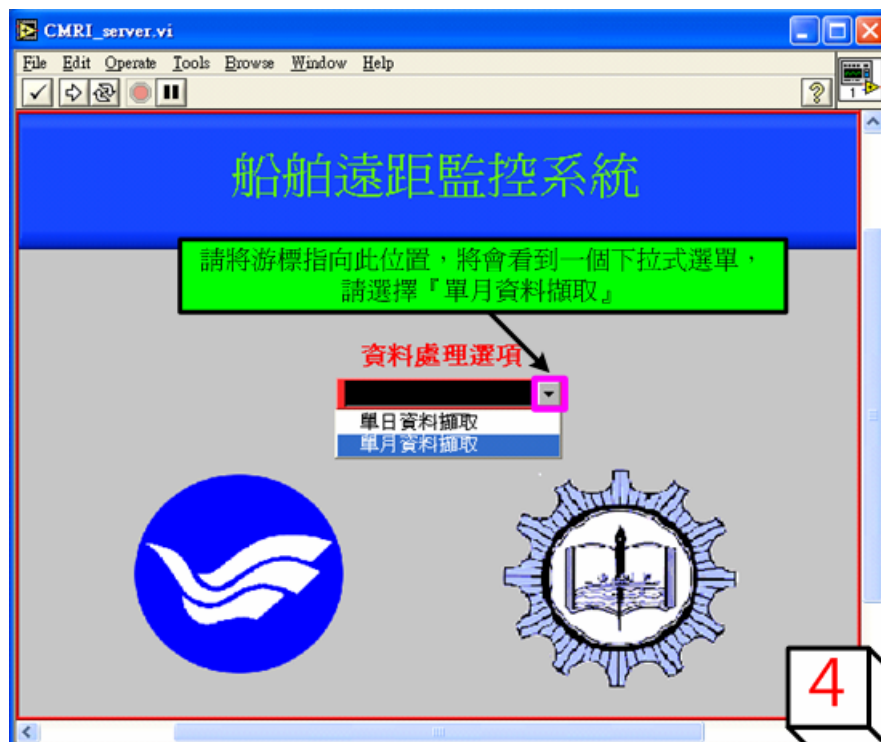 CMRI_server.vi
File Edit Operate Tools Browse Window Help
1
船舶遠距監控系統
請將游標指向此位置，將會看到一個下拉式選單，
請選擇『單月資料擷取』
資料處理選項
單日資料擷取
單月資料擷取
4